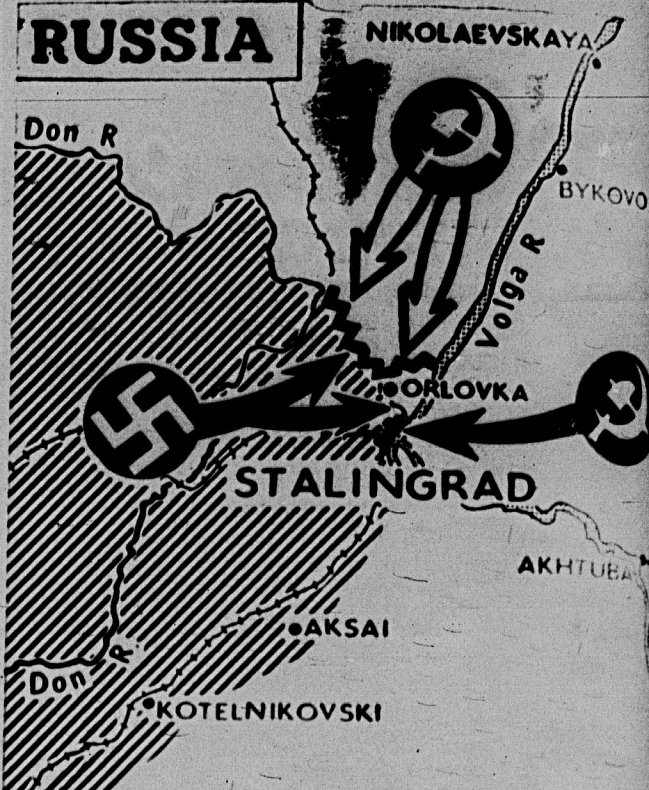 RUSSIA
NIKOLAEVSKAYA
Don R
BYKOVO
Volga R
ORLOVKA
STALINGRAD
AKHTUBA
AKSAI
Don R
KOTELNIKOVSKI